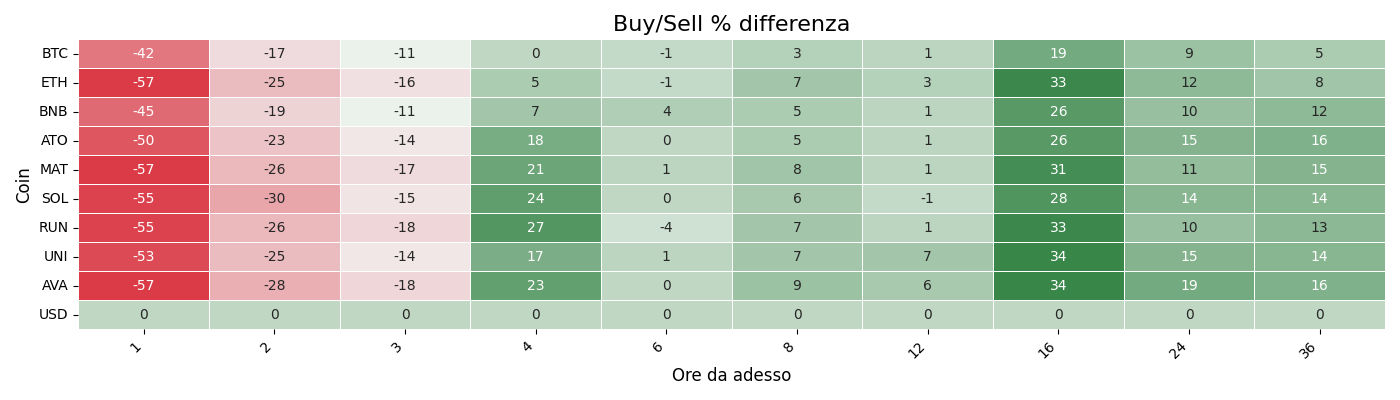 Buy/Sell % differenza
Coin
BTC -42 -17 -11 0 -1 3 1 19 9 5
ETH -57 -25 -16 5 -1 7 3 33 12 8
BNB -45 -19 -11 7 4 5 1 26 10 12
ATO -50 -23 -14 18 0 5 1 26 15 16
MAT -57 -26 -17 21 1 8 1 31 11 15
SOL -55 -30 -15 24 0 6 -1 28 14 14
RUN -55 -26 -18 27 -4 7 1 33 10 13
UNI -53 -25 -14 17 1 7 7 34 15 14
AVA -57 -28 -18 23 0 9 6 34 19 16
USD 0 0 0 0 0 0 0 0 0 0
1 2 3 4 6 8 12 16 24 36
Ore da adesso